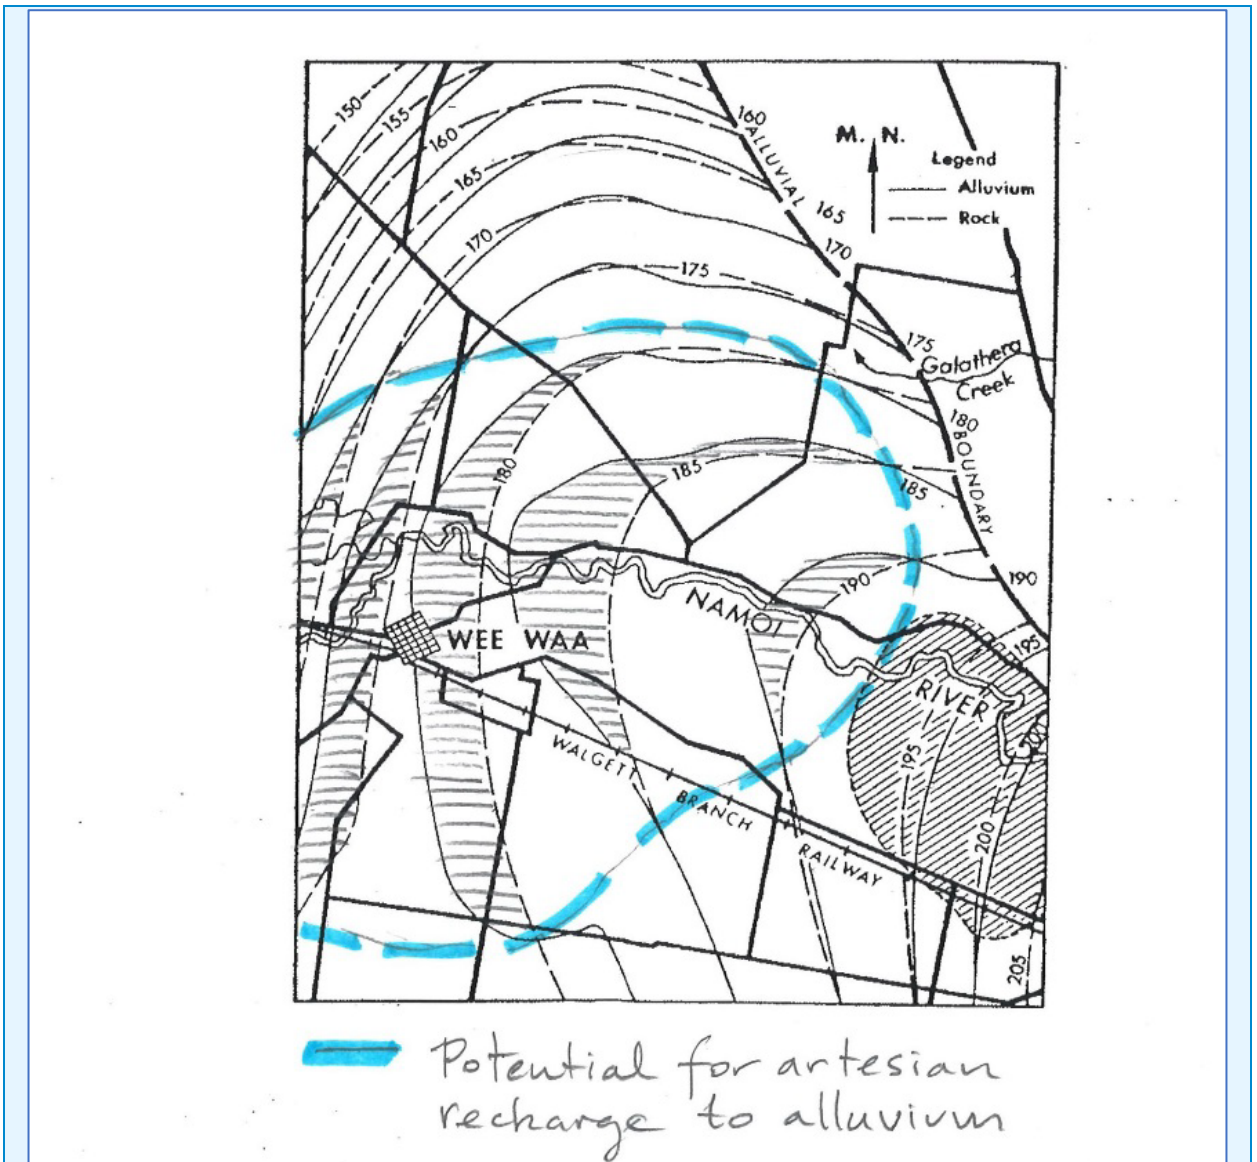 150
155
160
160
ALLUVIAL
M. N.
Legend
Alluvium
Rock
165
165
170
170
175
175
Galathera
Creek
180
180
BOUNDARY
185
185
190
190
NAMOI
WEE WAA
195
RIVER
200
195
WALGETT
BRANCH
RAILWAY
200
205
Potential for artesian
recharge to alluvium